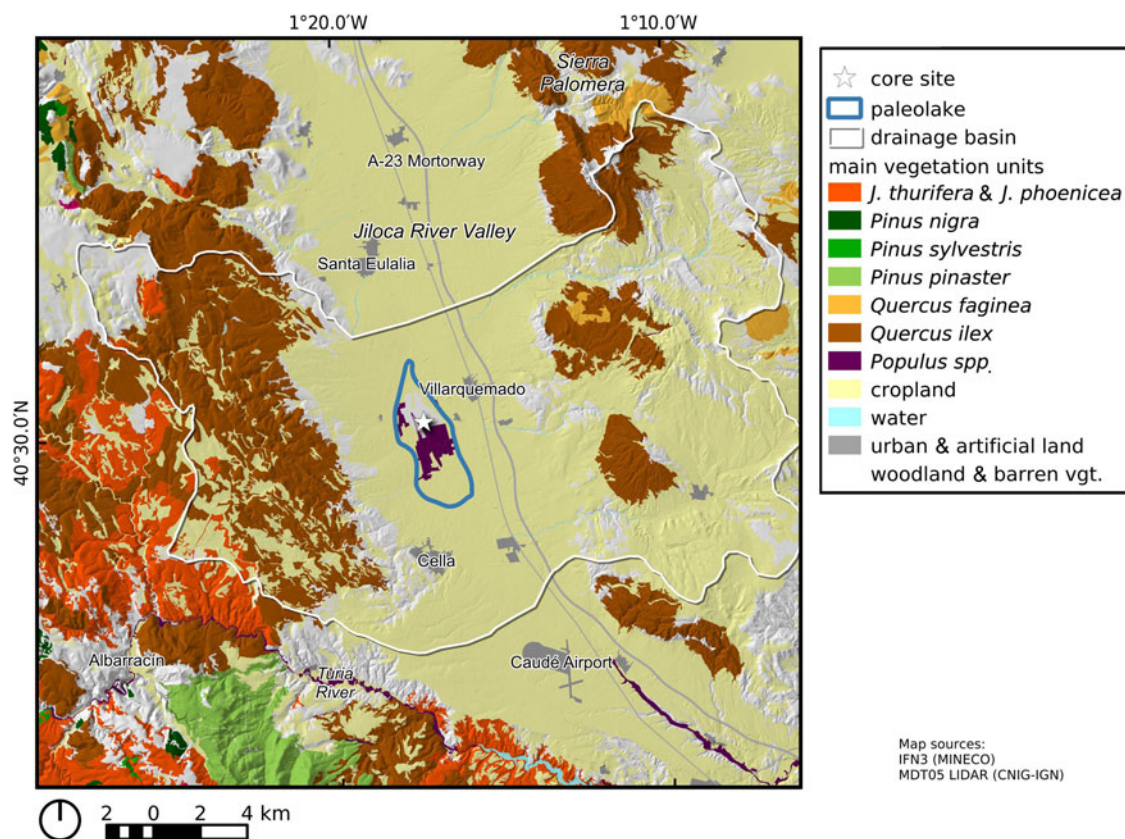 1°20.0'W
1°10.0'W
40°30.0'N
Sierra
Palomera
A-23 Mortorway
Jiloca River Valley
Santa Eulalia
Villarquemado
Cella
Albarracín
Turia
River
Caudé Airport
2 0 2 4 km
core site
paleolake
drainage basin
main vegetation units
J. thurifera & J. phoenicea
Pinus nigra
Pinus sylvestris
Pinus pinaster
Quercus faginea
Quercus ilex
Populus spp.
cropland
water
urban & artificial land
woodland & barren vgt.
Map sources:
IFN3 (MINECO)
MDT05 LIDAR (CNIG-IGN)